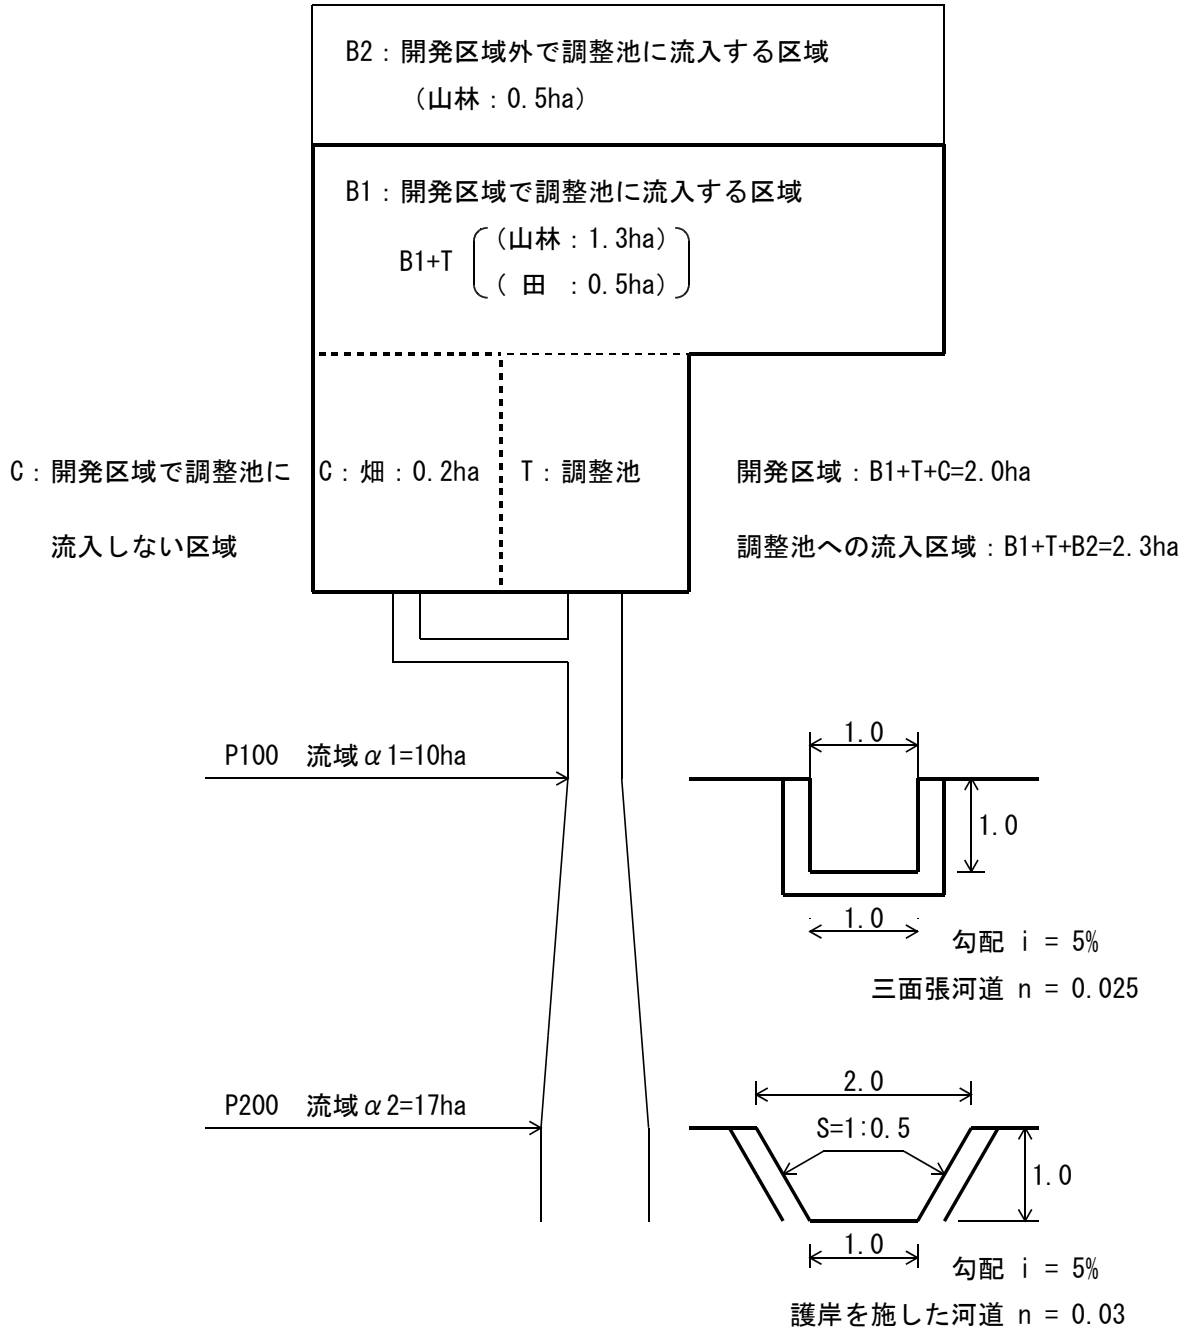 B2：開発区域外で調整池に流入する区域
（山林：0.5ha）
B1：開発区域で調整池に流入する区域
B1+T
（山林：1.3ha）
（ 田 ：0.5ha）
C：開発区域で調整池に
流入しない区域
C：畑：0.2ha
T：調整池
開発区域：B1+T+C=2.0ha
調整池への流入区域：B1+T+B2=2.3ha
P100 流域α1=10ha
1.0
1.0
1.0
勾配 i = 5%
三面張河道 n = 0.025
P200 流域α2=17ha
2.0
S=1:0.5
1.0
1.0
勾配 i = 5%
護岸を施した河道 n = 0.03